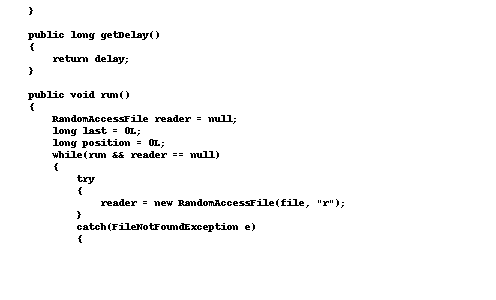 }
public long getDelay()
{
return delay;
}
public void run()
{
RandomAccessFile reader = null;
long last = 0L;
long position = 0L;
while(run && reader == null)
{
try
{
reader = new RandomAccessFile(file, "r");
}
catch(FileNotFoundException e)
{